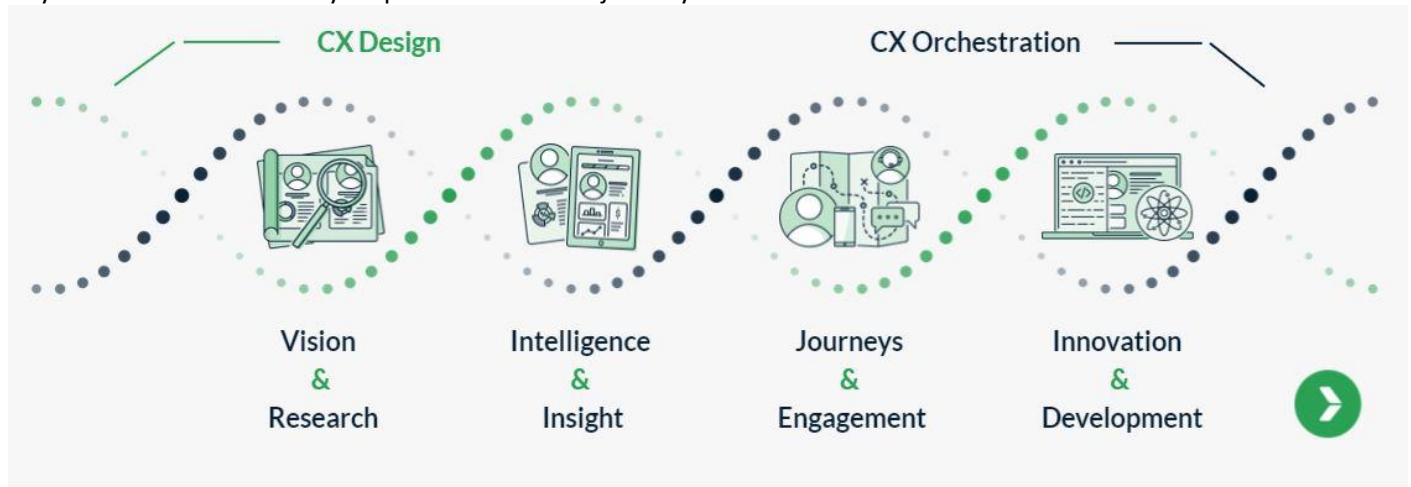 CX Design
CX Orchestration
Vision
&
Research
Intelligence
&
Insight
Journeys
&
Engagement
Innovation
&
Development